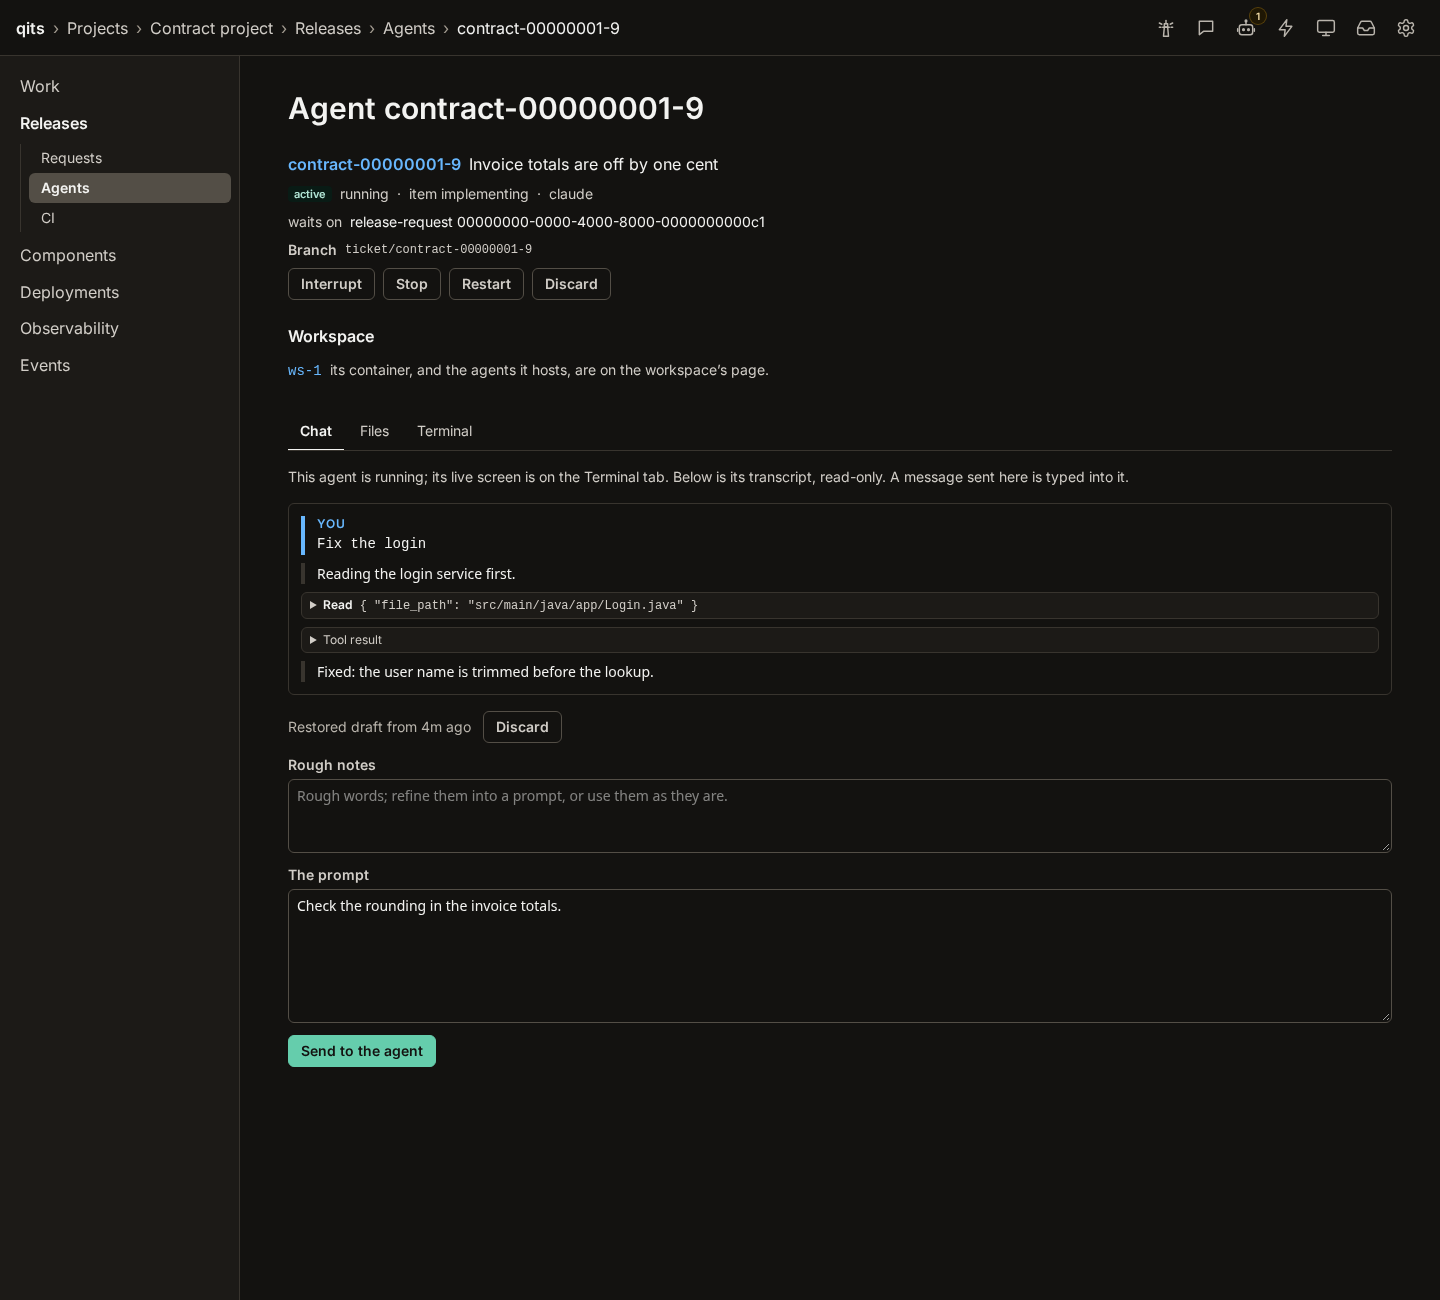 qits › Projects › Contract project › Releases › Agents › contract-00000001-9
1
Work
Releases
Requests
Agents
CI
Components
Deployments
Observability
Events
Agent contract-00000001-9
contract-00000001-9 Invoice totals are off by one cent
active running · item implementing · claude
waits on release-request 00000000-0000-4000-8000-0000000000c1
Branch ticket/contract-00000001-9
Interrupt Stop Restart Discard
Workspace
ws-1 its container, and the agents it hosts, are on the workspace’s page.
Chat Files Terminal
This agent is running; its live screen is on the Terminal tab. Below is its transcript, read-only. A message sent here is typed into it.
YOU
Fix the login
Reading the login service first.
Read { "file_path": "src/main/java/app/Login.java" }
Tool result
Fixed: the user name is trimmed before the lookup.
Restored draft from 4m ago Discard
Rough notes
Rough words; refine them into a prompt, or use them as they are.
The prompt
Check the rounding in the invoice totals.
Send to the agent